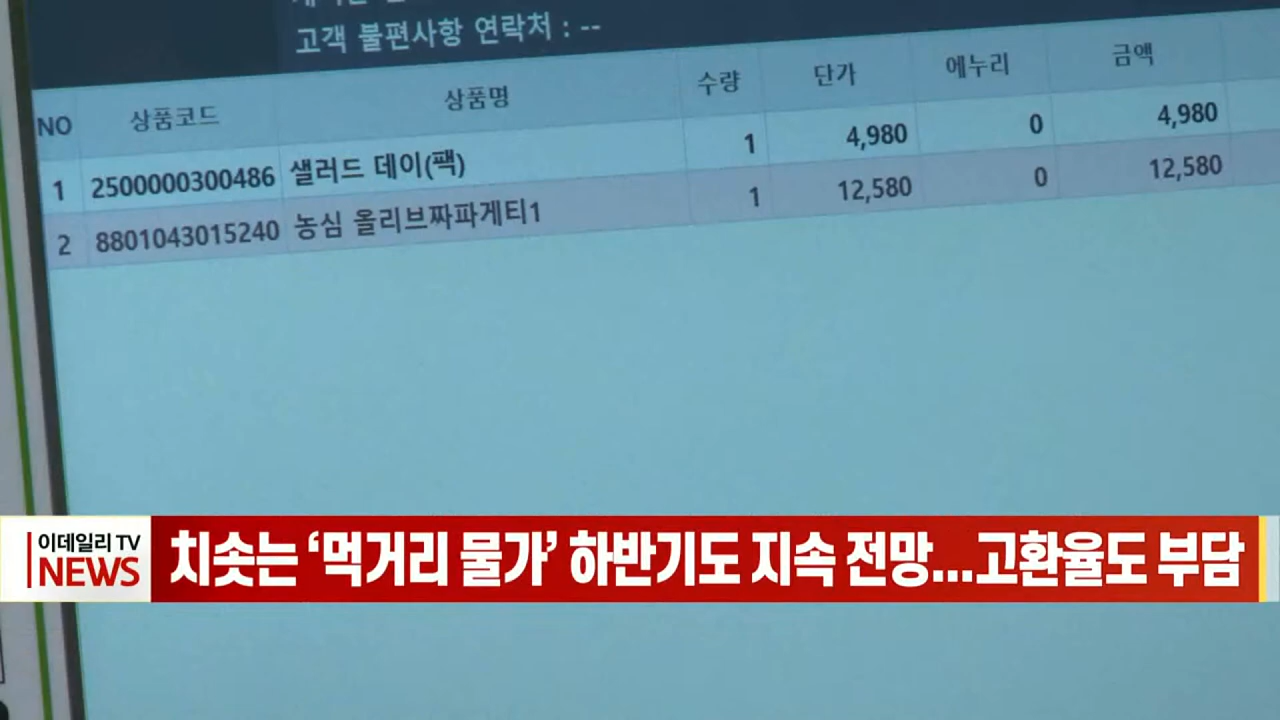 고객 불편사항 연락처 : --
NO 상품코드 상품명 수량 단가 에누리 금액
1 2500000300486 샐러드 데이(팩) 1 4,980 0 4,980
2 8801043015240 농심 올리브짜파게티1 1 12,580 0 12,580
이데일리 TV
NEWS
치솟는 ‘먹거리 물가’ 하반기도 지속 전망...고환율도 부담